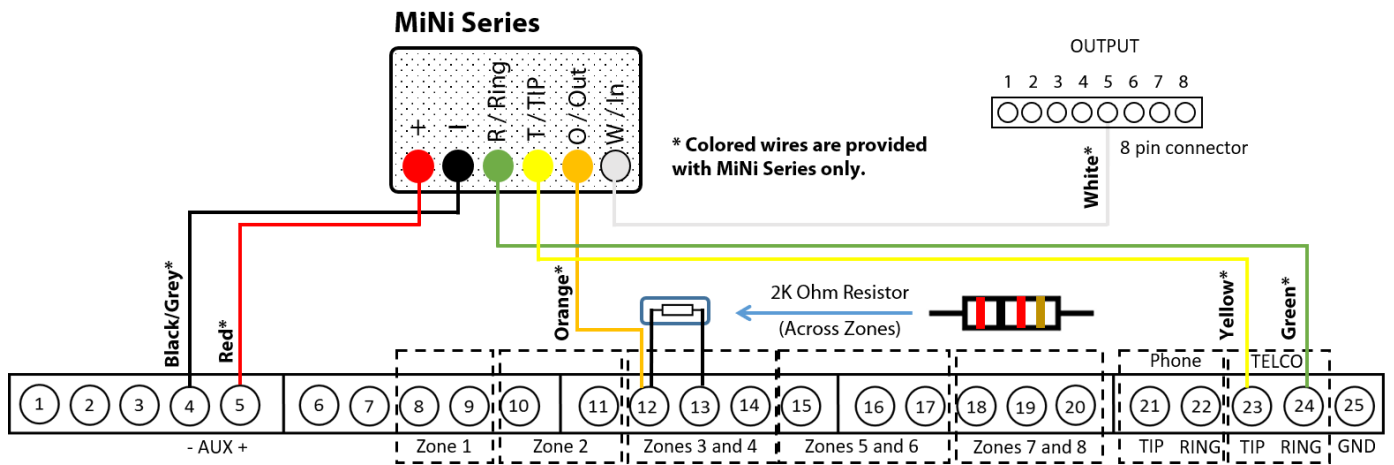 MiNi Series
+
-
R / Ring
T / TIP
O / Out
W / In
OUTPUT
1 2 3 4 5 6 7 8
8 pin connector
* Colored wires are provided
with MiNi Series only.
White*
Black/Grey*
Red*
Orange*
2K Ohm Resistor
(Across Zones)
Yellow*
Green*
Phone
TELCO
1 2 3 4 5 6 7 8 9 10 11 12 13 14 15 16 17 18 19 20 21 22 23 24 25
- AUX +
Zone 1
Zone 2
Zones 3 and 4
Zones 5 and 6
Zones 7 and 8
TIP RING TIP RING GND